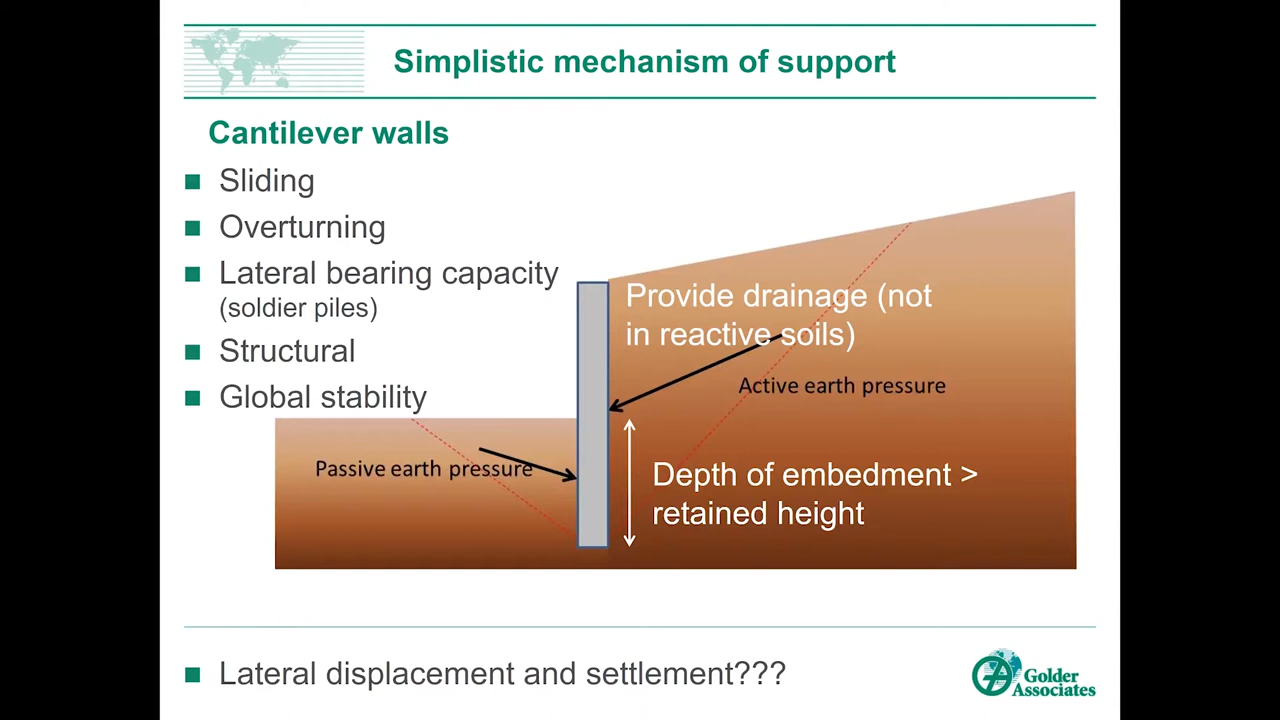 Simplistic mechanism of support
Cantilever walls
Sliding
Overturning
Lateral bearing capacity
(soldier piles)
Structural
Global stability
Provide drainage (not
in reactive soils)
Active earth pressure
Passive earth pressure
Depth of embedment >
retained height
Lateral displacement and settlement???
Golder
Associates